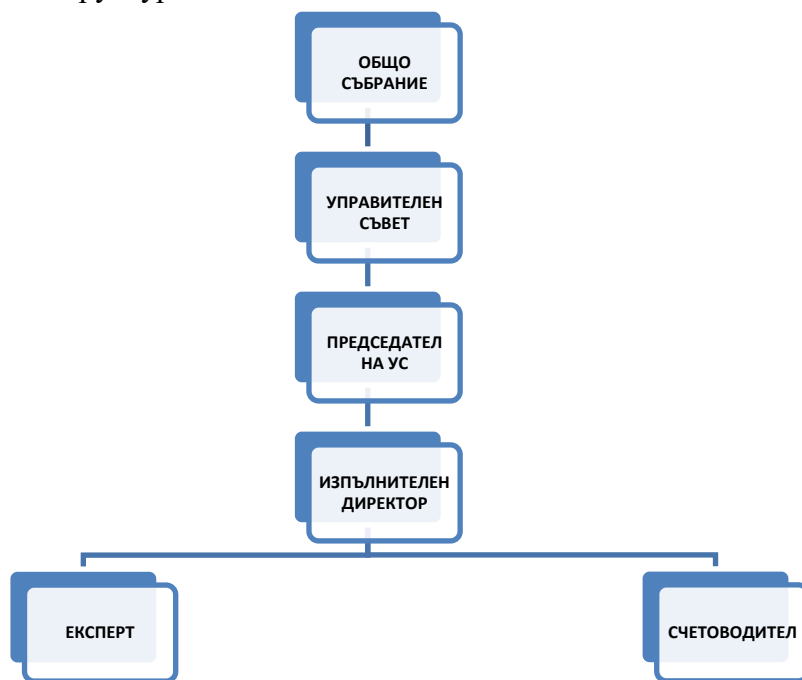 ОБЩО
СЪБРАНИЕ
УПРАВИТЕЛЕН
СЪВЕТ
ПРЕДСЕДАТЕЛ
НА УС
ИЗПЪЛНИТЕЛЕН
ДИРЕКТОР
ЕКСПЕРТ
СЧЕТОВОДИТЕЛ